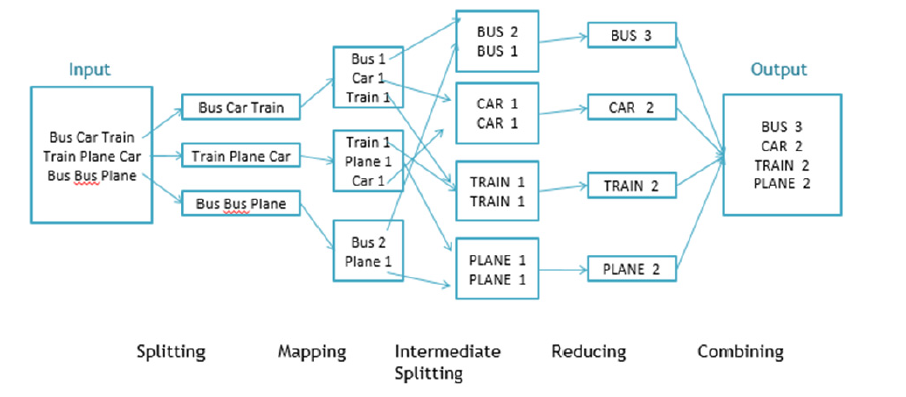 Input
Bus Car Train
Train Plane Car
Bus Bus Plane
Bus Car Train
Train Plane Car
Bus Bus Plane
Bus 1
Car 1
Train 1
Train 1
Plane 1
Car 1
Bus 2
Plane 1
BUS 2
BUS 1
CAR 1
CAR 1
TRAIN 1
TRAIN 1
PLANE 1
PLANE 1
BUS 3
CAR 2
TRAIN 2
PLANE 2
Output
BUS 3
CAR 2
TRAIN 2
PLANE 2
Splitting
Mapping
Intermediate
Splitting
Reducing
Combining